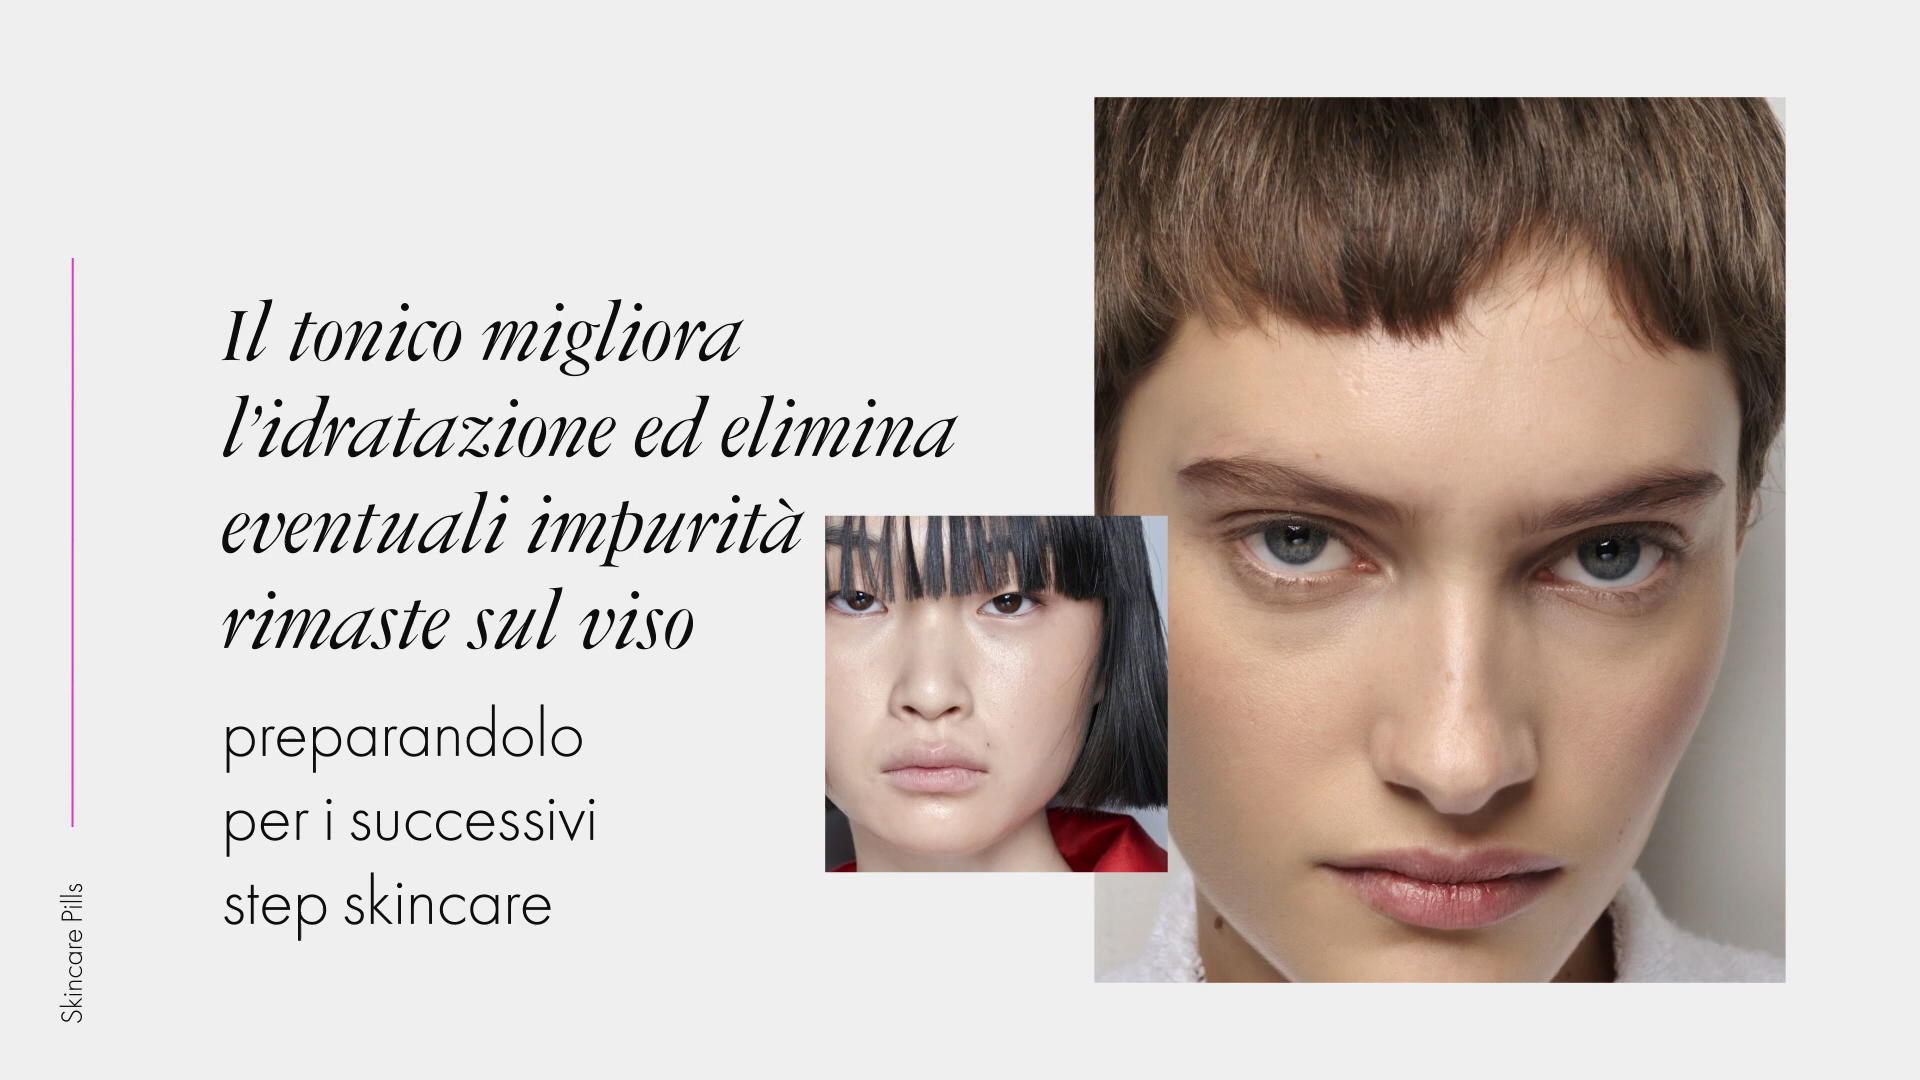 Il tonico migliora
l’idratazione ed elimina
eventuali impurità
rimaste sul viso
preparandolo
per i successivi
step skincare
Skincare Pills